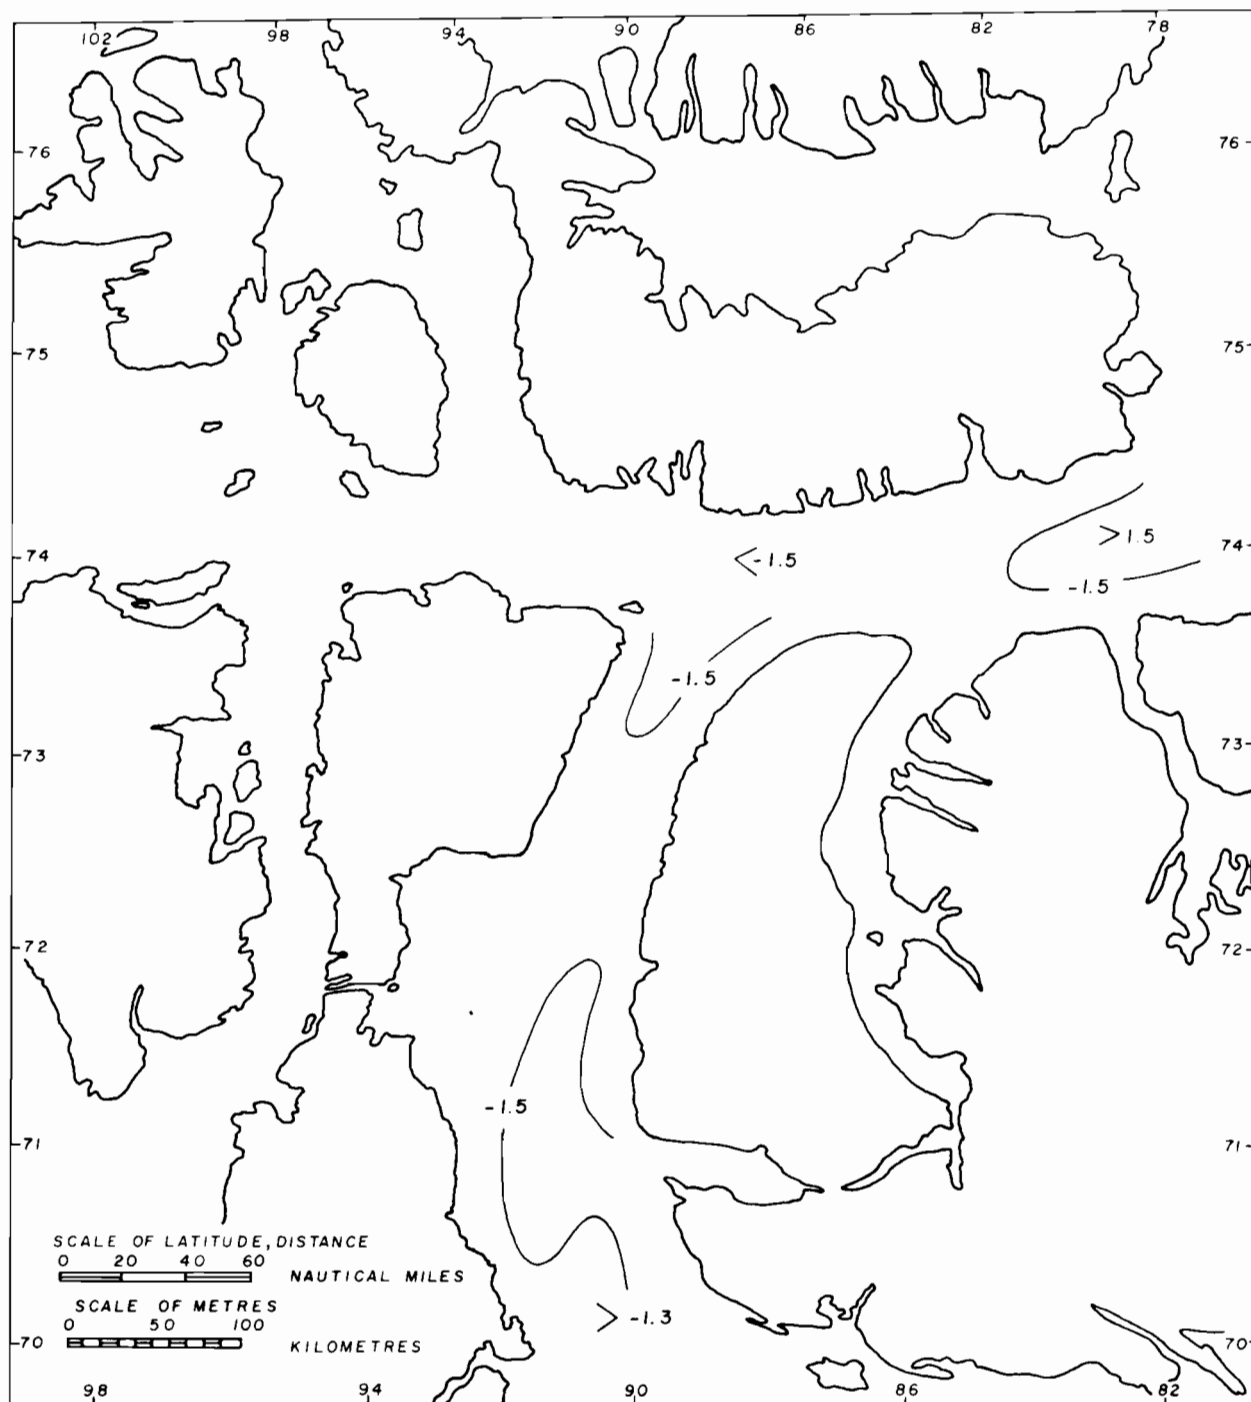 102 98 94 90 86 82 78
76 76
75 75
74 74
> 1.5
<-1.5
-1.5
-1.5
73 73
72 72
-1.5
71 71
SCALE OF LATITUDE, DISTANCE
0 20 40 60
NAUTICAL MILES
SCALE OF METRES
0 50 100
KILOMETRES
> -1.3
70 70
98 94 90 86 82